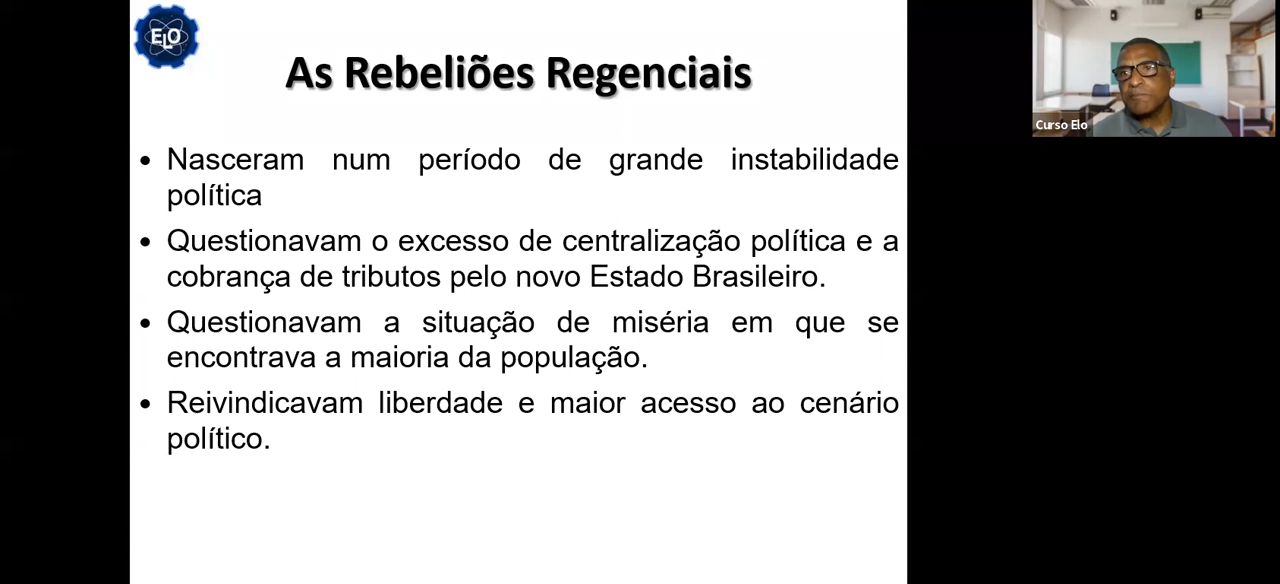 ELO
As Rebeliões Regenciais
• Nasceram num período de grande instabilidade
política
• Questionavam o excesso de centralização política e a
cobrança de tributos pelo novo Estado Brasileiro.
• Questionavam a situação de miséria em que se
encontrava a maioria da população.
• Reivindicavam liberdade e maior acesso ao cenário
político.
Curso Elo